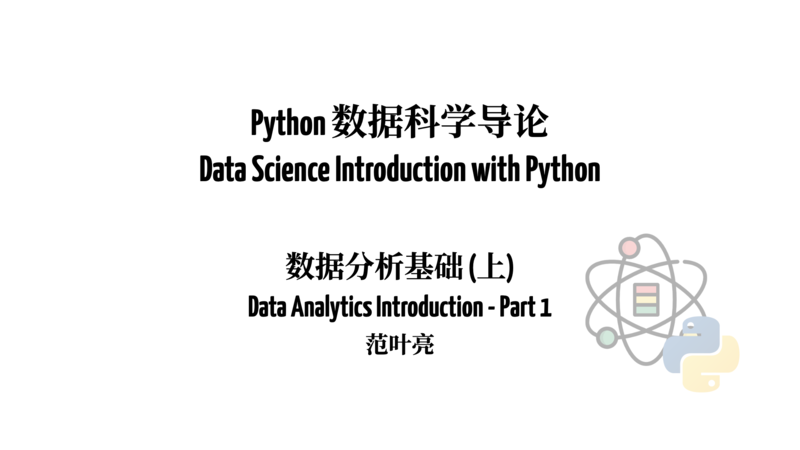 Python 数据科学导论
Data Science Introduction with Python
数据分析基础 (上)
Data Analytics Introduction - Part 1
范叶亮